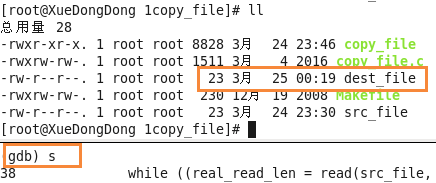 [root@XueDongDong 1copy_file]# ll
总用量 28
-rwxr-xr-x. 1 root root 8828 3月  24 23:46 copy_file
-rwxrw-rw-. 1 root root 1511 3月   4 2016 copy_file.c
-rw-r--r--. 1 root root   23 3月  25 00:19 dest_file
-rwxrw-rw-. 1 root root  230 12月 19 2008 Makefile
-rw-r--r--. 1 root root   24 3月  24 23:30 src_file
[root@XueDongDong 1copy_file]#
(gdb) s
38          while ((real_read_len = read(src_file,